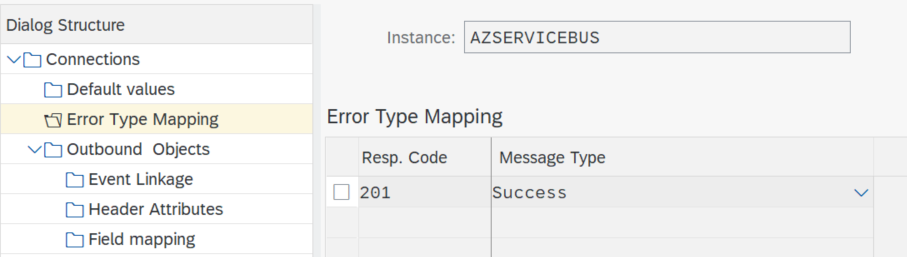 Dialog Structure
Connections
Default values
Error Type Mapping
Outbound Objects
Event Linkage
Header Attributes
Field mapping
Instance: AZSERVICEBUS
Error Type Mapping
Resp. Code Message Type
201 Success